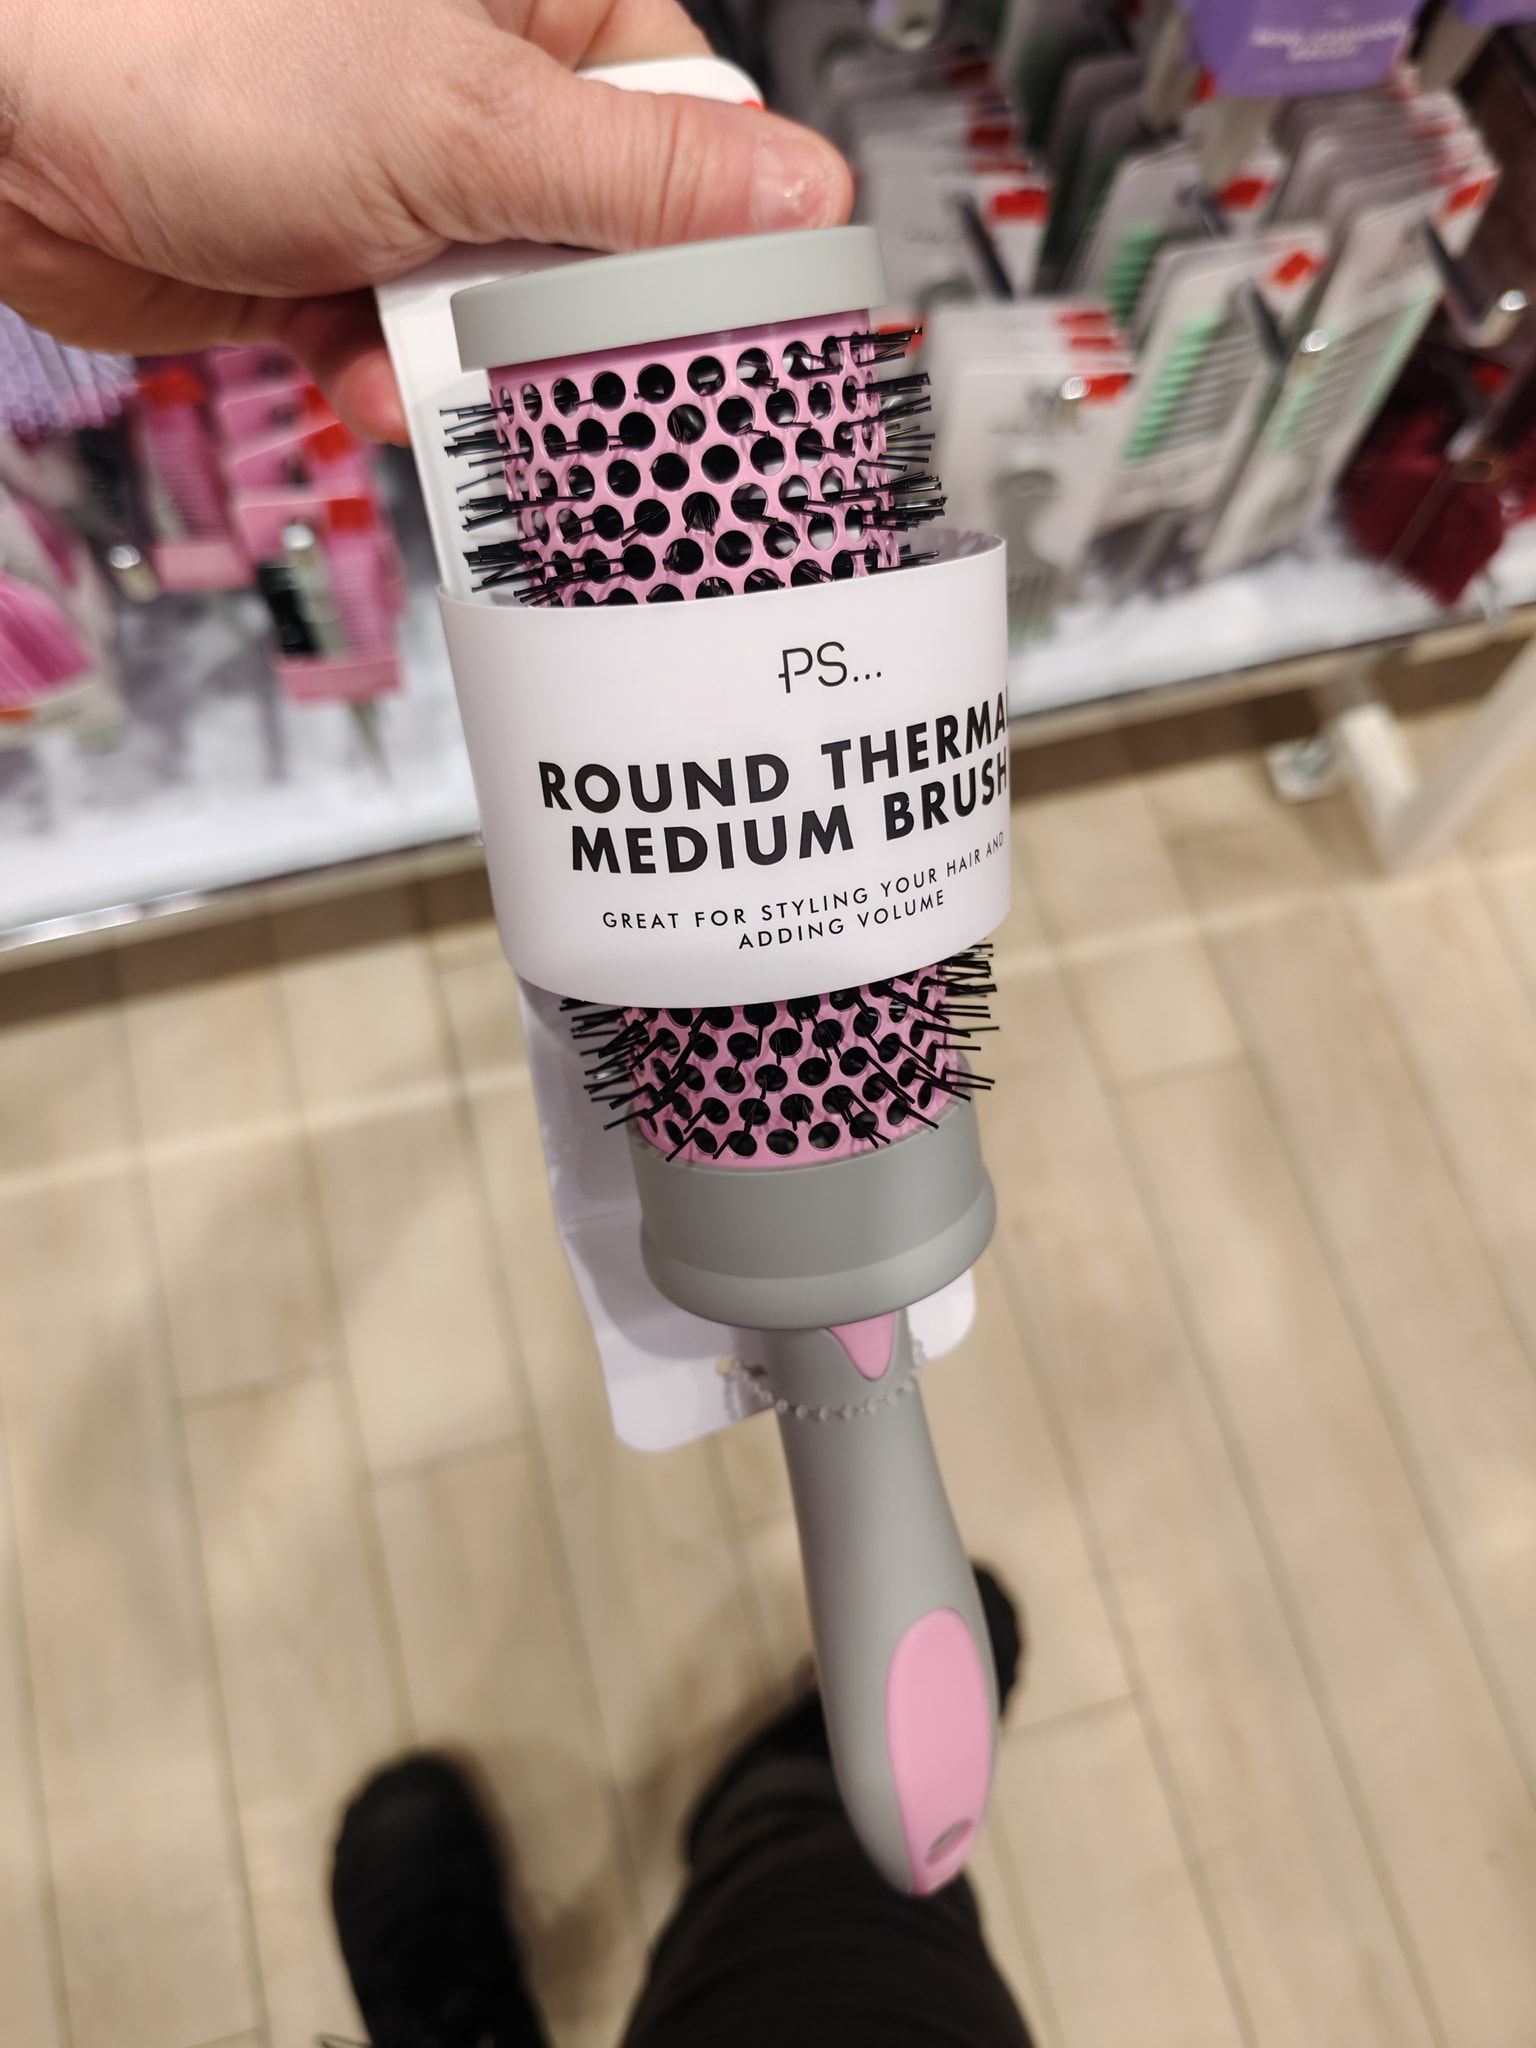 PS...
ROUND THERMAL
MEDIUM BRUSH
GREAT FOR STYLING YOUR HAIR AND
ADDING VOLUME